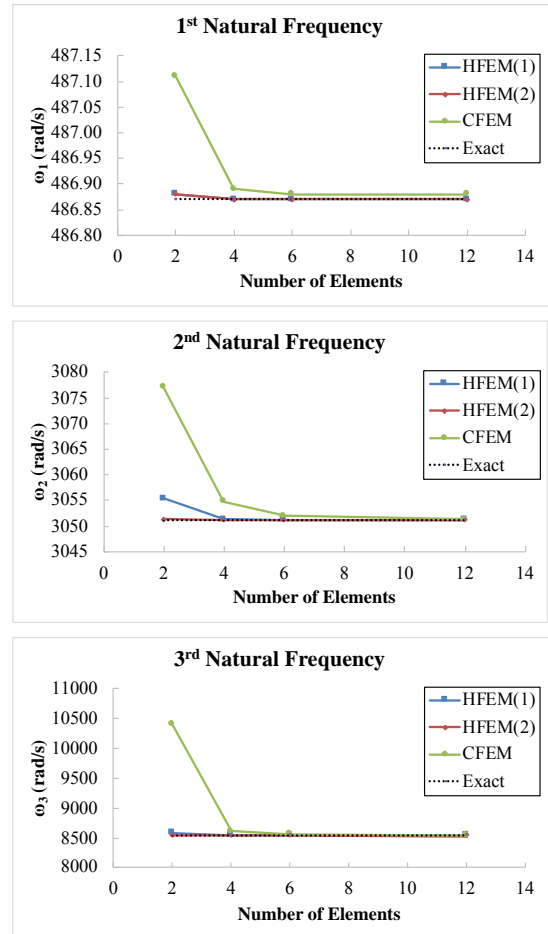 1st Natural Frequency
487.15
487.10
487.05
487.00
486.95
486.90
486.85
486.80
ω1 (rad/s)
HFEM(1)
HFEM(2)
CFEM
Exact
0 2 4 6 8 10 12 14
Number of Elements
2nd Natural Frequency
3080
3075
3070
3065
3060
3055
3050
3045
ω2 (rad/s)
HFEM(1)
HFEM(2)
CFEM
Exact
0 2 4 6 8 10 12 14
Number of Elements
3rd Natural Frequency
11000
10500
10000
9500
9000
8500
8000
ω3 (rad/s)
HFEM(1)
HFEM(2)
CFEM
Exact
0 2 4 6 8 10 12 14
Number of Elements